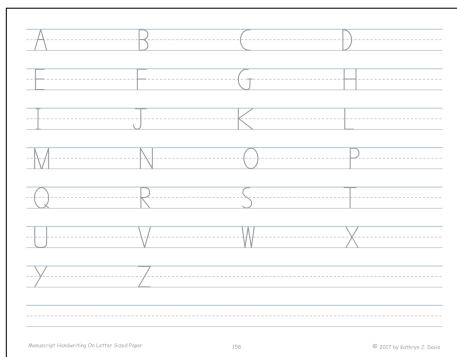 A B C D
E F G H
I J K L
M N O P
Q R S T
U V W X
Y Z
Manuscript Handwriting On Letter Sized Paper 158 © 2007 by Kathryn J. Davis